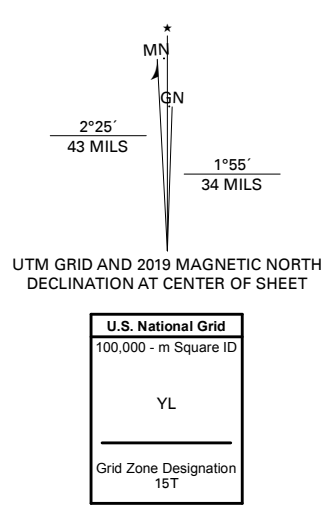 ★
MN
GN
2°25´
43 MILS
1°55´
34 MILS
UTM GRID AND 2019 MAGNETIC NORTH
DECLINATION AT CENTER OF SHEET
U.S. National Grid
100,000 - m Square ID
YL
Grid Zone Designation
15T